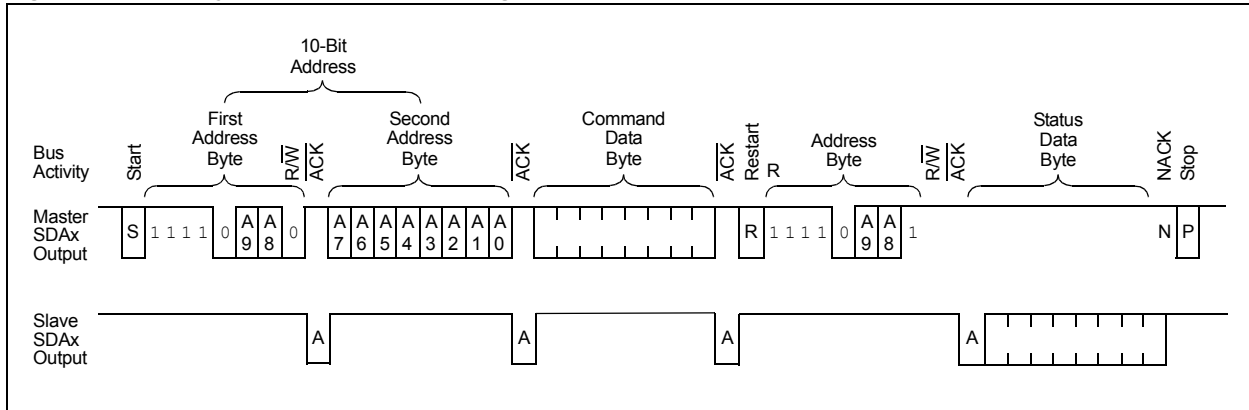 10-Bit
Address
First
Address
Byte
Second
Address
Byte
Command
Data
Byte
Address
Byte
Status
Data
Byte
Bus
Activity
Start
R/W
ACK
ACK
ACK
Restart
R
R/W
ACK
NACK
Stop
Master
SDAx
Output
S 1 1 1 1 0 A9 A8 0 A7 A6 A5 A4 A3 A2 A1 A0 R 1 1 1 1 0 A9 A8 1 N P
Slave
SDAx
Output
A A A A